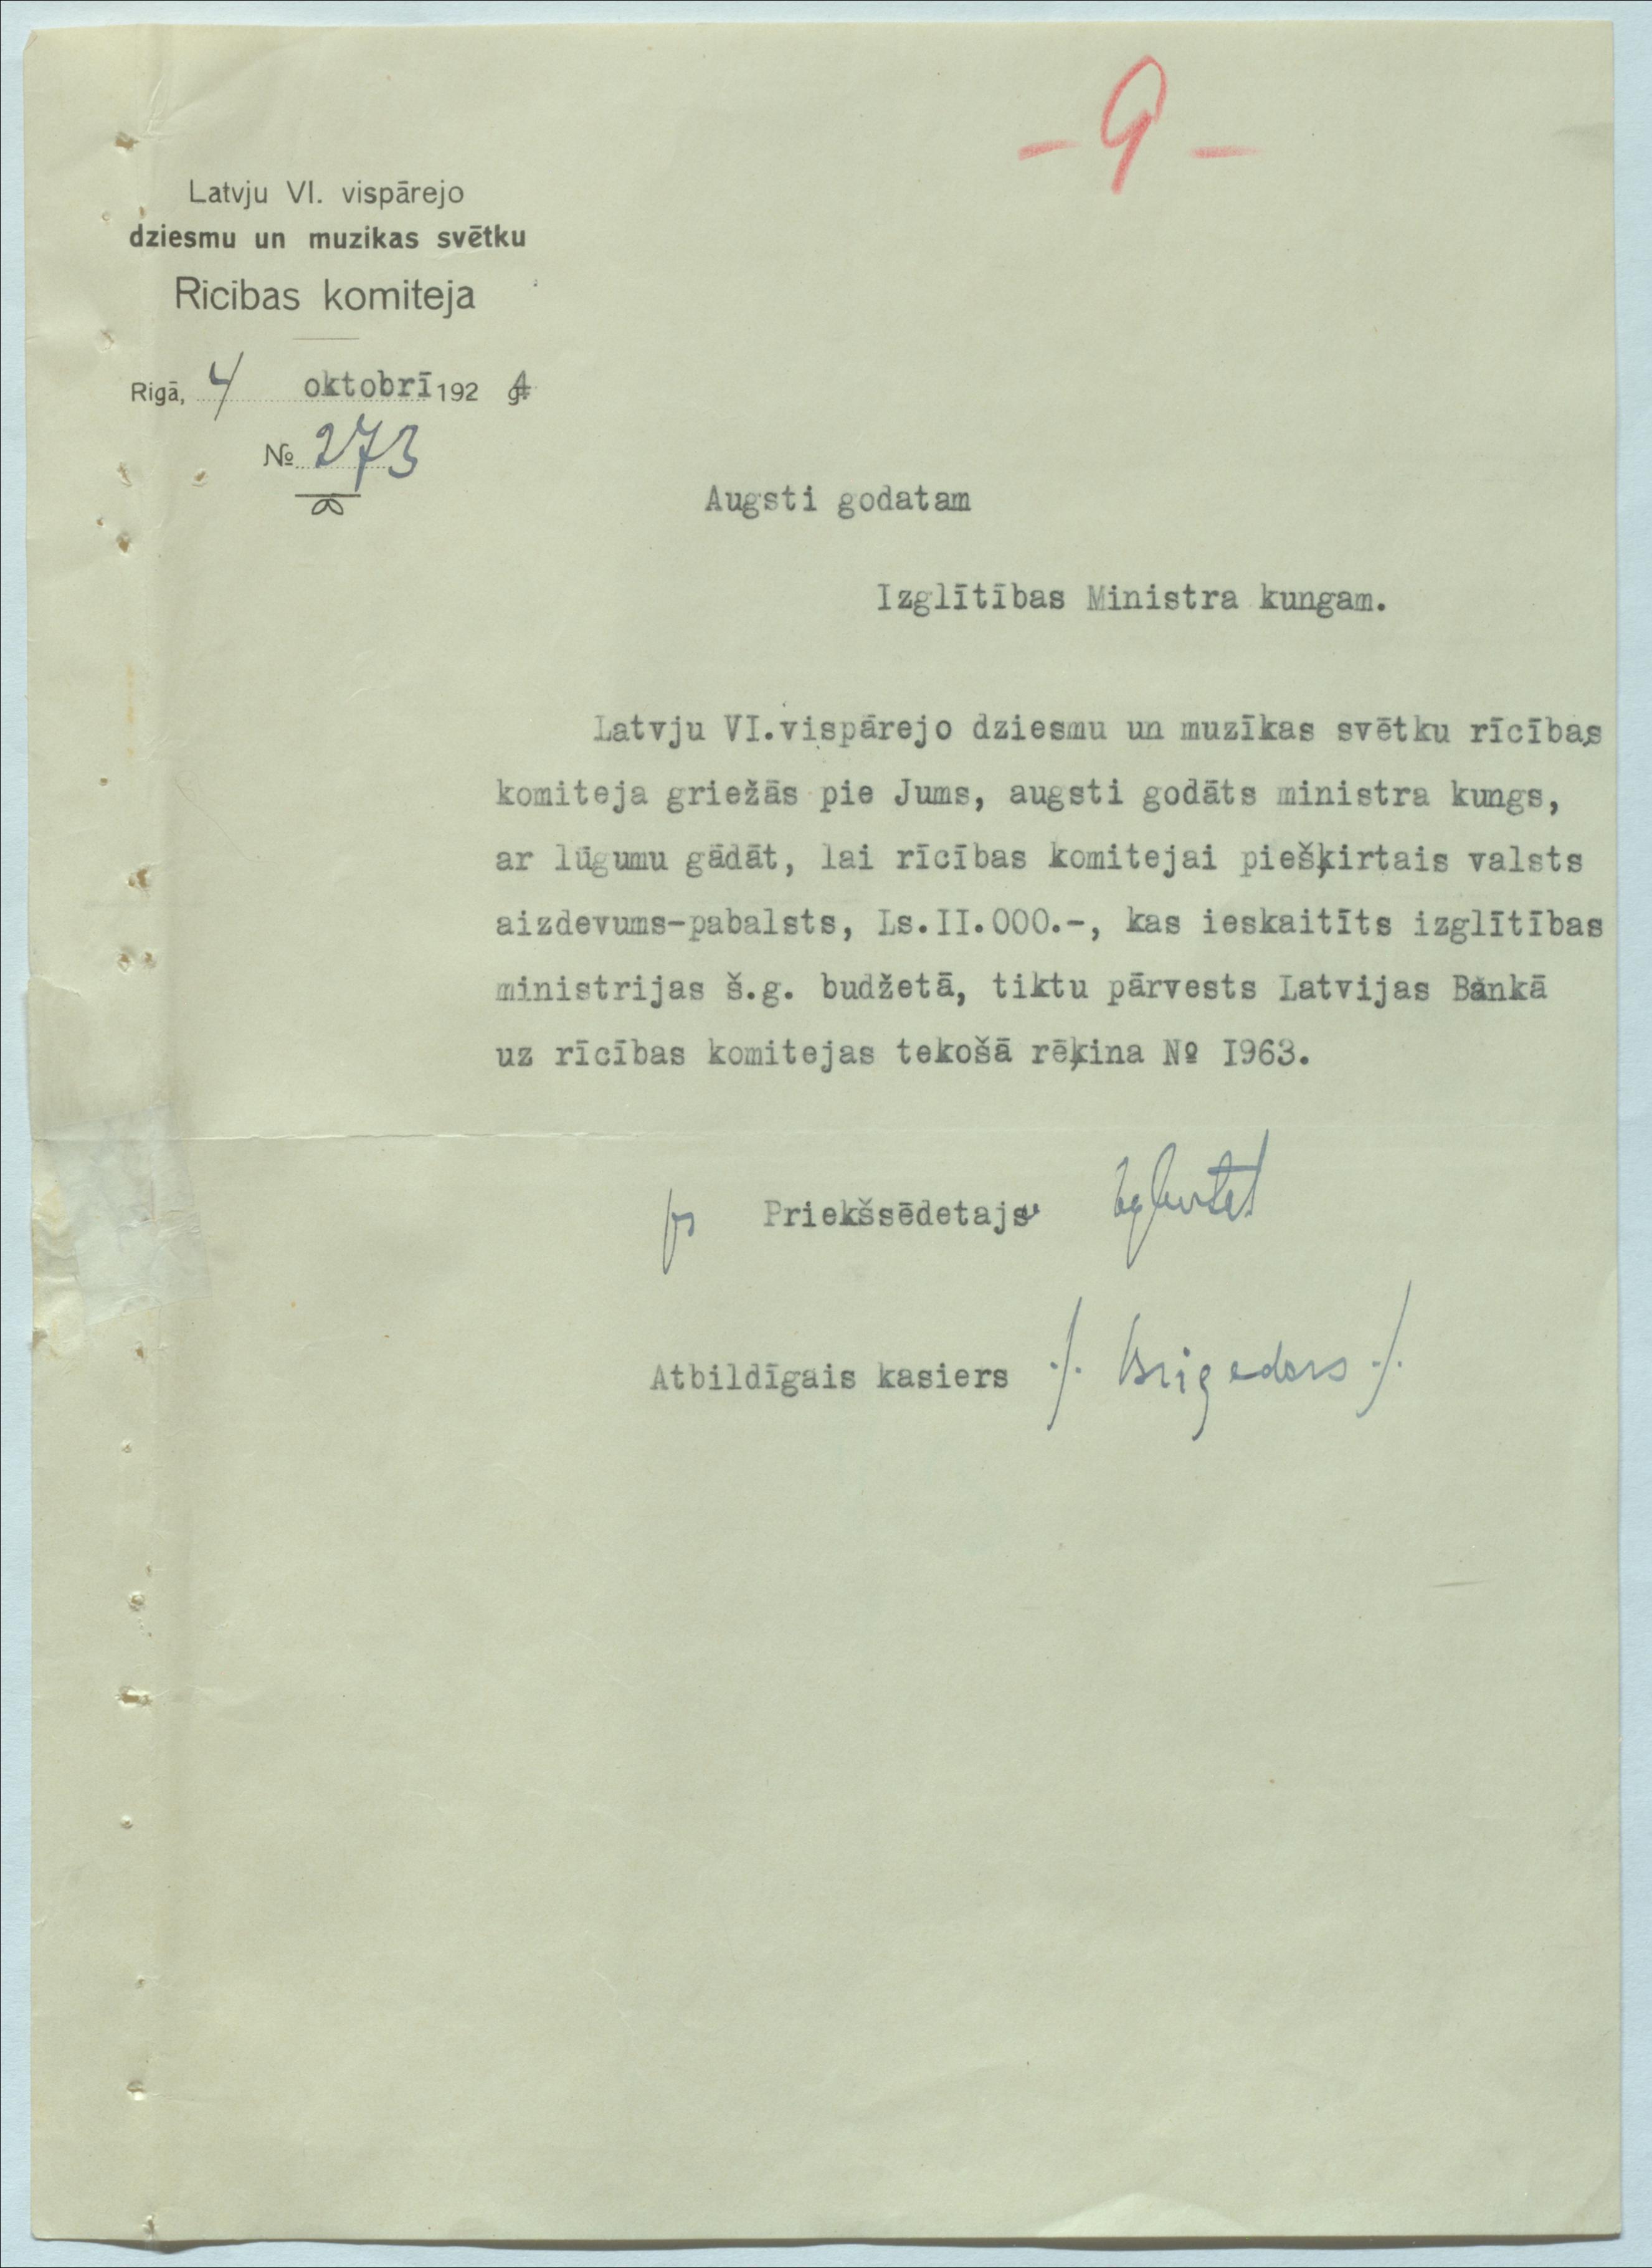 - 9 -
Latvju VI. vispārejo
dziesmu un muzikas svētku
Rīcibas komiteja
Rigā, 4 oktobrī 192 g. 4
№ 273
Augsti godatam
Izglītības Ministra kungam.
Latvju VI.vispārejo dziesmu un muzīkas svētku rīcības
komiteja griežās pie Jums, augsti godāts ministra kungs,
ar lūgumu gādāt, lai rīcības komitejai piešķirtais valsts
aizdevums-pabalsts, Ls.II.000.-, kas ieskaitīts izglītības
ministrijas š.g. budžetā, tiktu pārvests Latvijas Bankā
uz rīcības komitejas tekošā rēķina № I963.
Priekšsēdetajs
Atbildīgais kasiers ./. Brigeders ./.